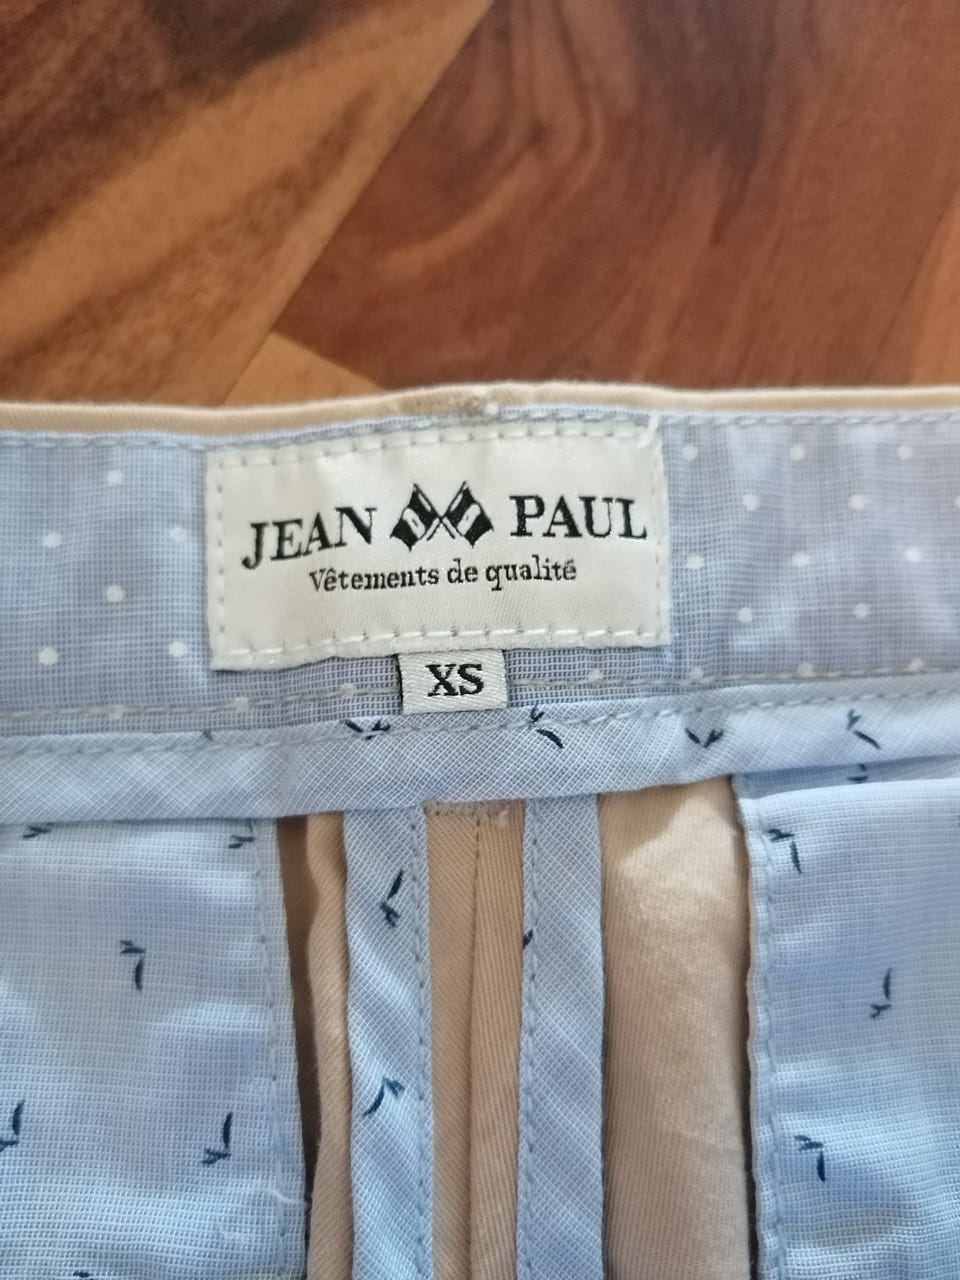 JEAN PAUL
Vêtements de qualité
XS